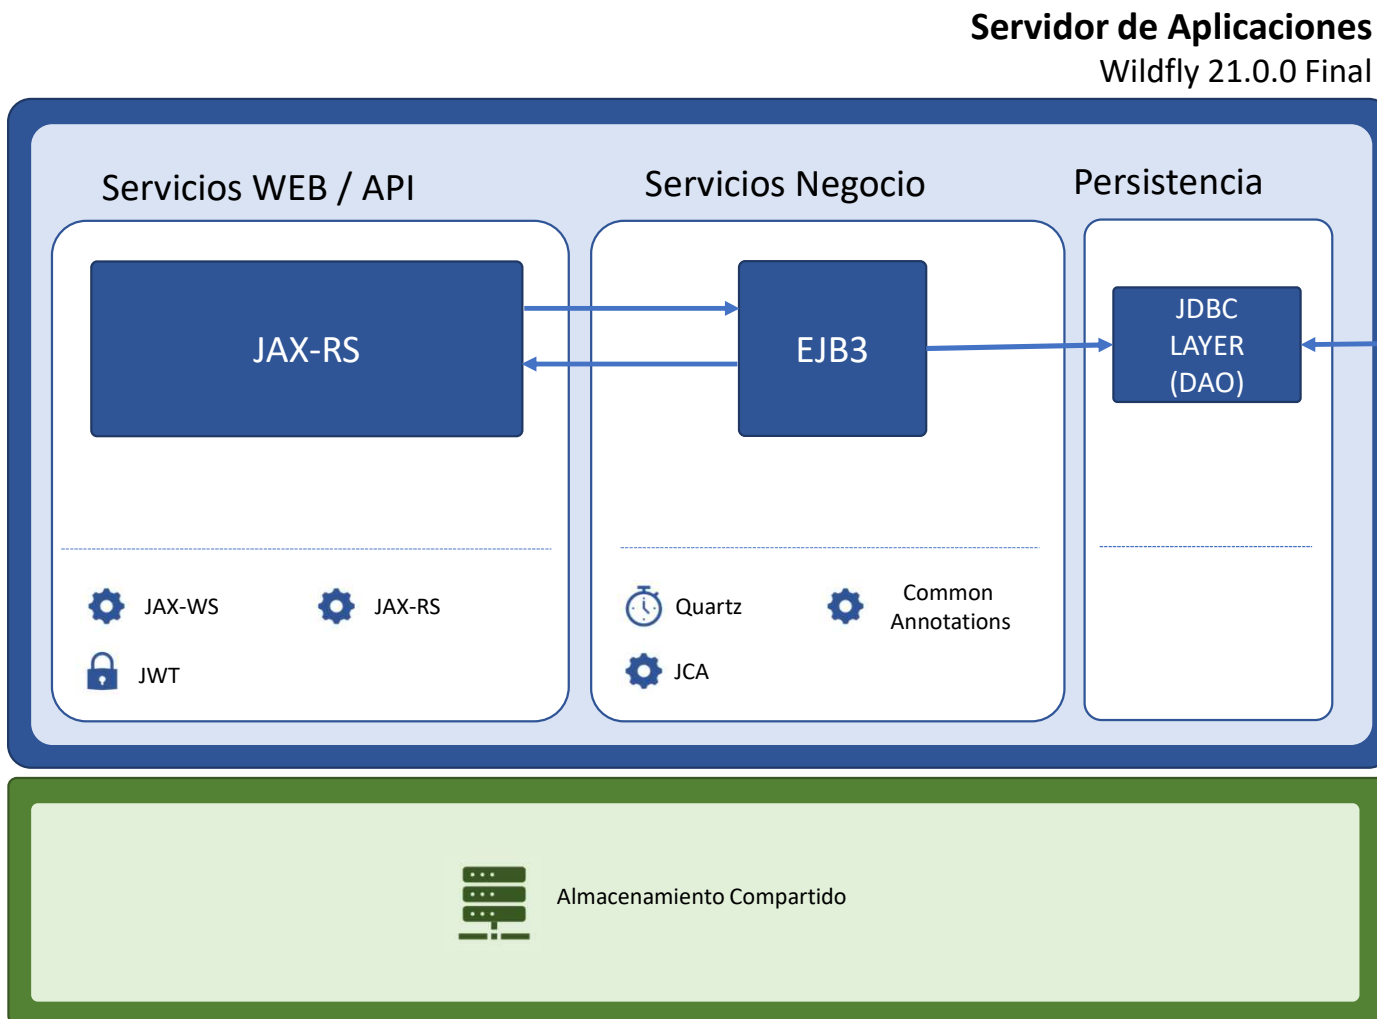 Servidor de Aplicaciones
Wildfly 21.0.0 Final
Servicios WEB / API
Servicios Negocio
Persistencia
JAX-RS
EJB3
JDBC
LAYER
(DAO)
JAX-WS
JAX-RS
JWT
Quartz
Common
Annotations
JCA
Almacenamiento Compartido